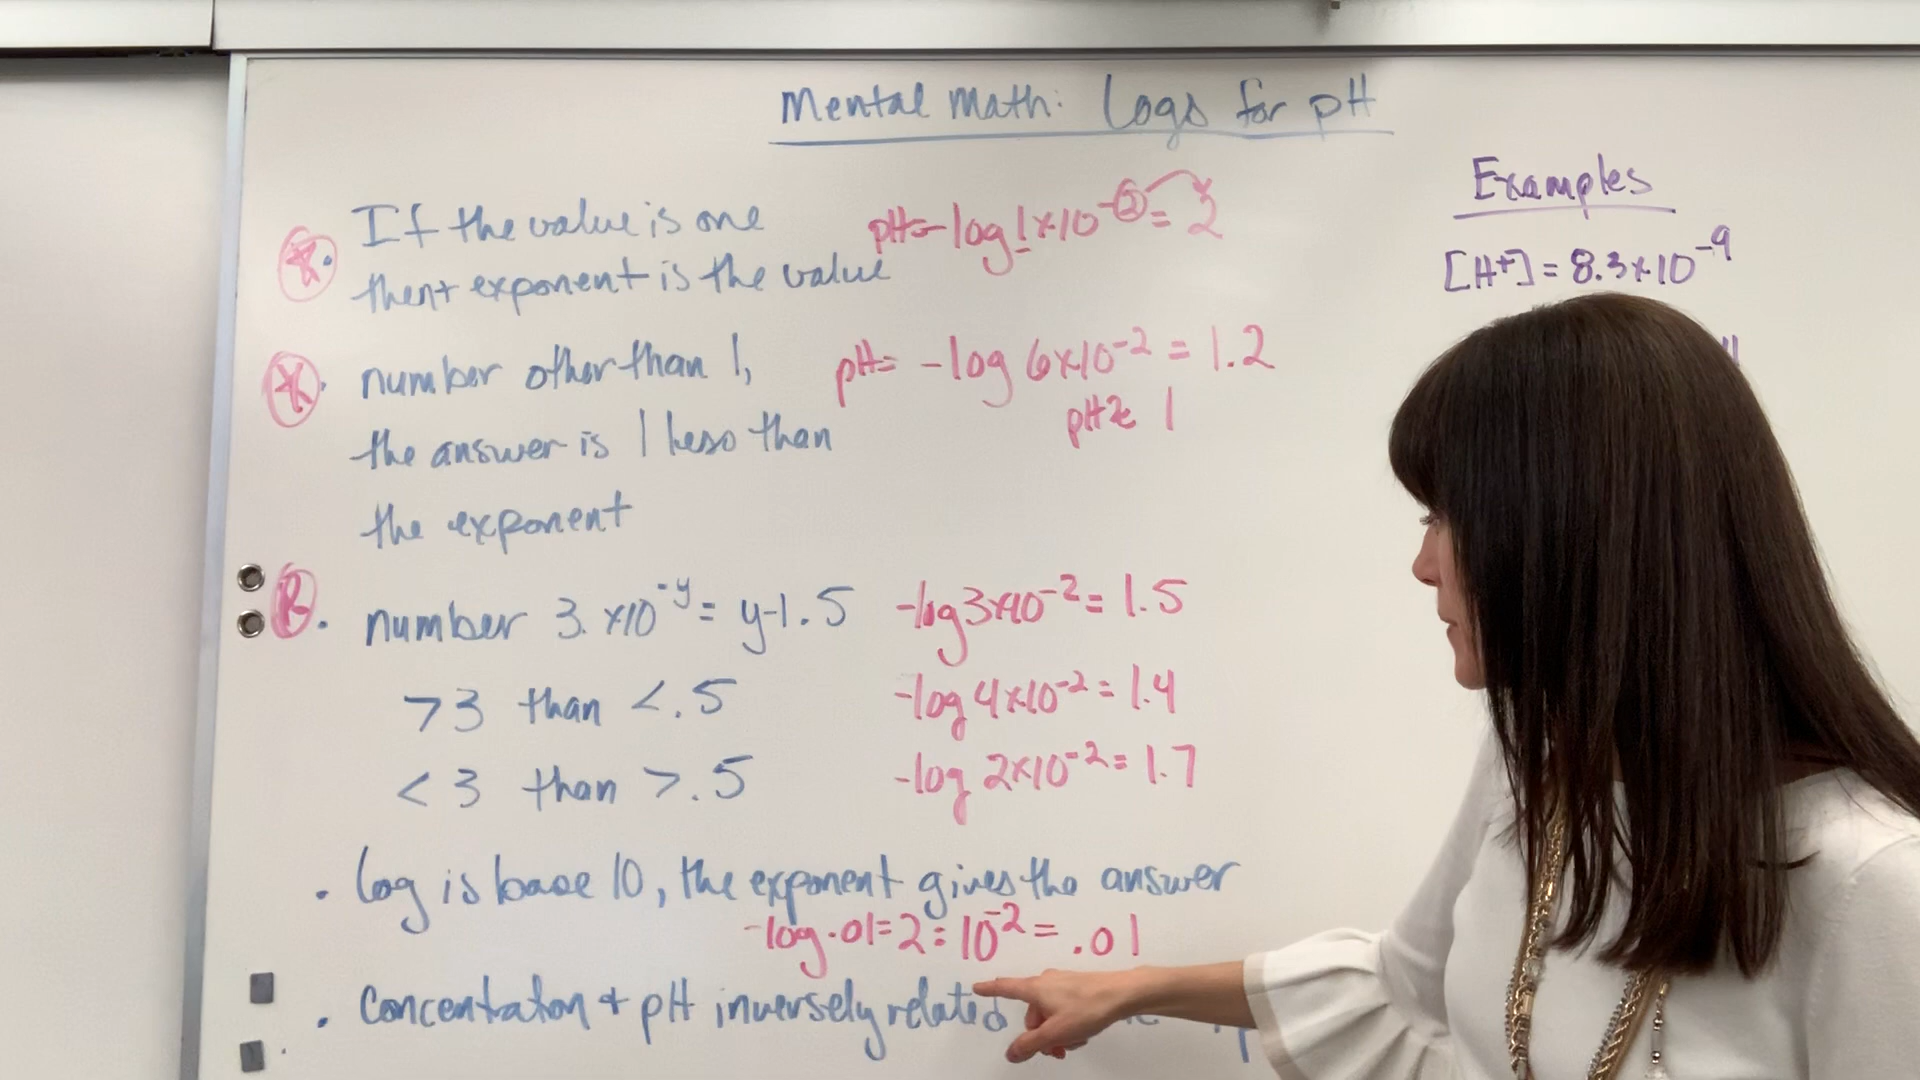 Mental Math: Logs for pH
If the value is one
then + exponent is the value
pH=-log 1x10^-2 = 2
number other than 1,
the answer is 1 less than
the exponent
pH= -log 6x10^-2 = 1.2
pH≈ 1
R. number 3. x10^-y = y-1.5
-log 3x10^-2 = 1.5
>3 than <.5
-log 4x10^-2 = 1.4
<3 than >.5
-log 2x10^-2 = 1.7
. log is base 10, the exponent gives the answer
-log .01=2 = 10^-2 = .01
. Concentration + pH inversely related
Examples
[H+] = 8.3x10^-9